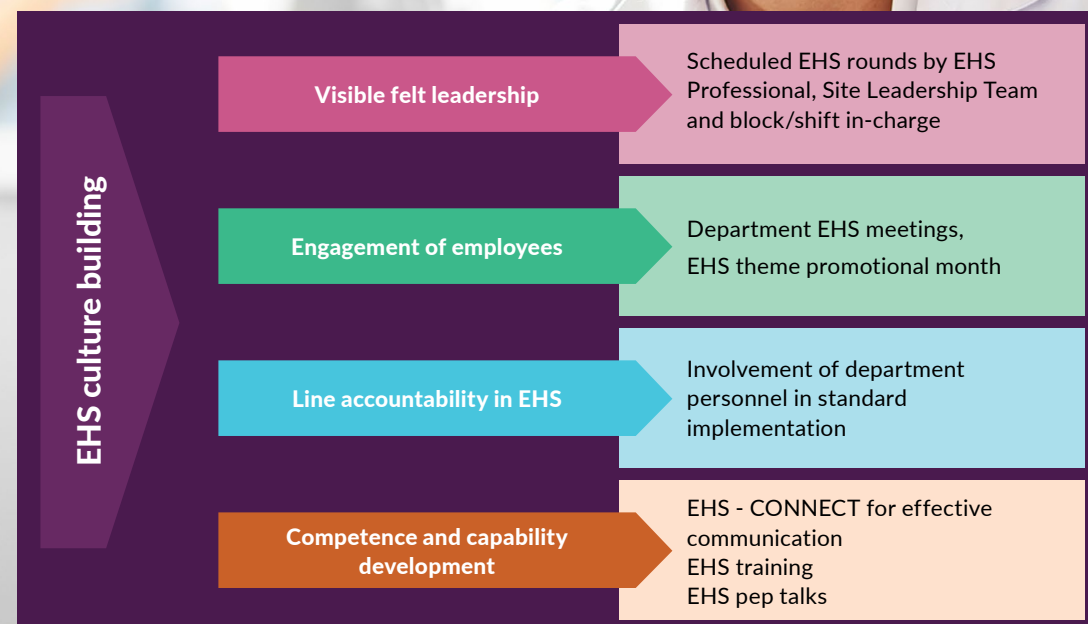 EHS culture building
Visible felt leadership
Scheduled EHS rounds by EHS
Professional, Site Leadership Team
and block/shift in-charge
Engagement of employees
Department EHS meetings,
EHS theme promotional month
Line accountability in EHS
Involvement of department
personnel in standard
implementation
Competence and capability
development
EHS - CONNECT for effective
communication
EHS training
EHS pep talks